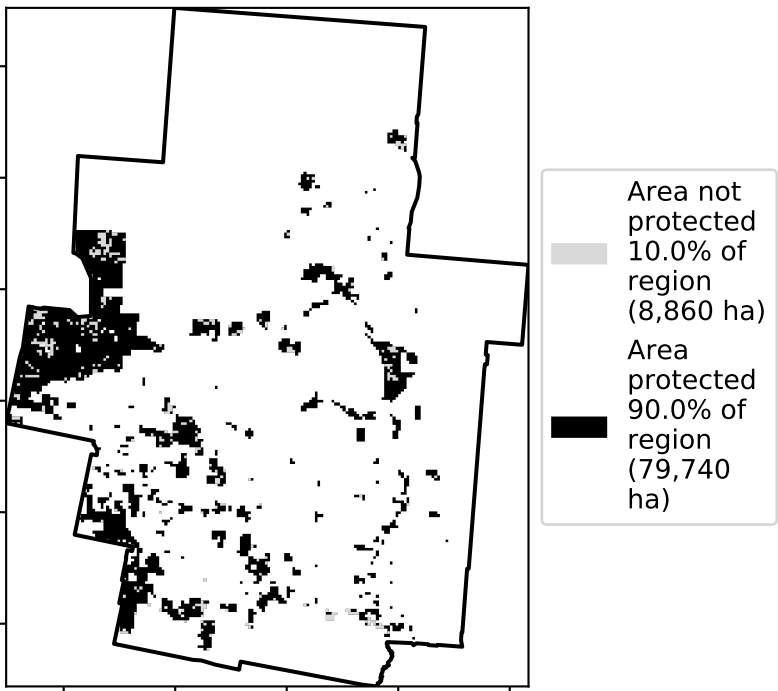 Area not
protected
10.0% of
region
(8,860 ha)
Area
protected
90.0% of
region
(79,740
ha)